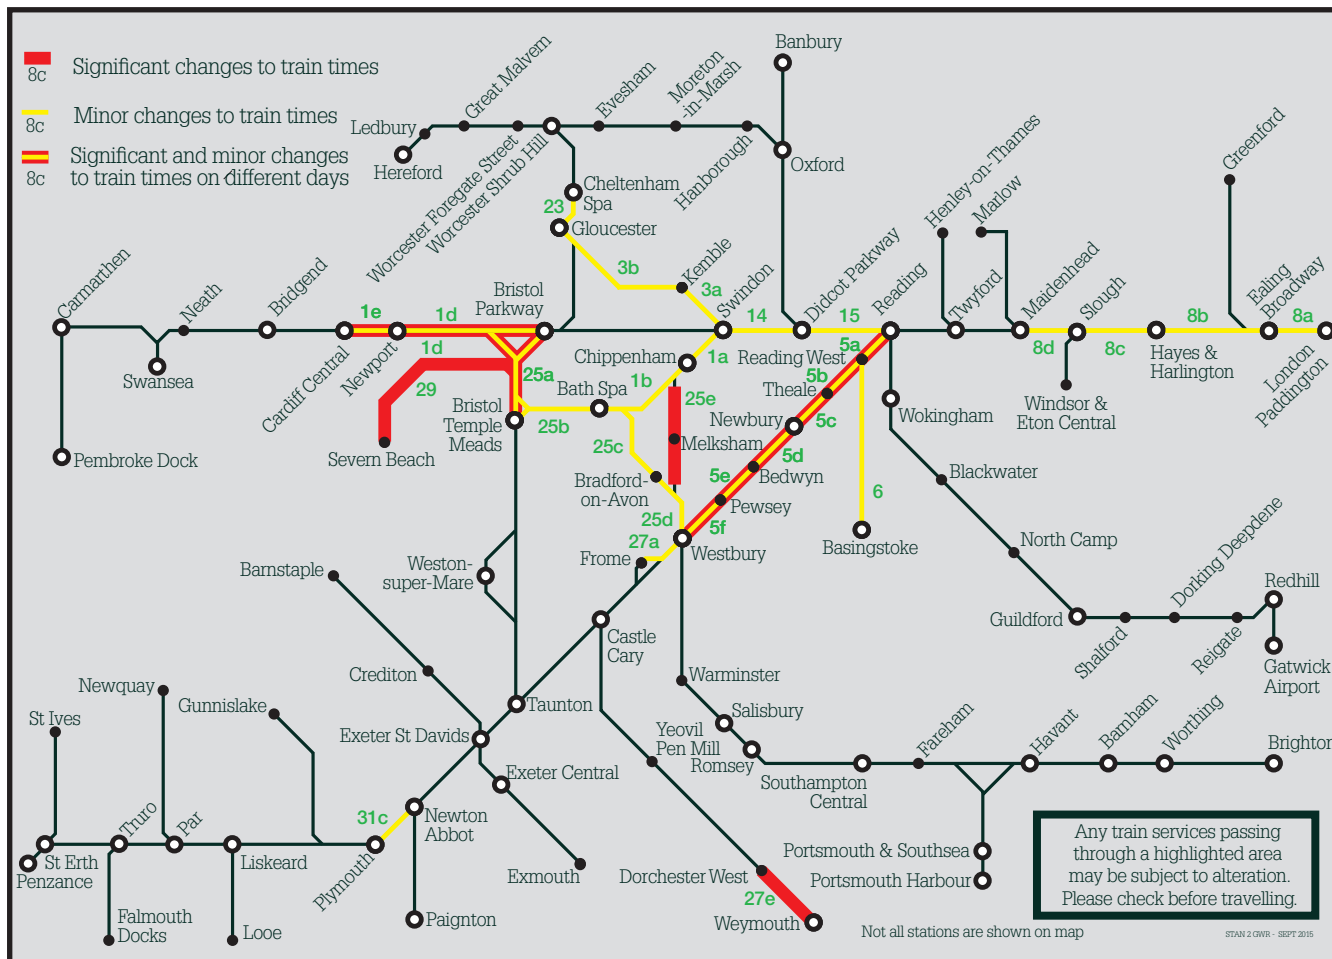 8c
Significant changes to train times
8c
Minor changes to train times
8c
Significant and minor changes
to train times on different days
Banbury
Great Malvern
Evesham
Moreton
-in-Marsh
Ledbury
Hereford
Worcester Foregate Street
Worcester Shrub Hill
Hanborough
Oxford
Cheltenham
Spa
23
Gloucester
Henley-on-Thames
Marlow
Greenford
Carmarthen
Neath
Bridgend
Bristol
Parkway
3b
Kemble
3a
Swindon
Didcot Parkway
Reading
Twyford
Maidenhead
Slough
Ealing
Broadway
1e
1d
14
15
8b
8a
Swansea
Cardiff Central
Newport
1d
Chippenham
1a
Reading West
5a
8d
8c
Hayes &
Harlington
London
Paddington
29
25a
Bath Spa
1b
25e
Theale
5b
Wokingham
Windsor &
Eton Central
Bristol
Temple
Meads
25b
Newbury
5c
Pembroke Dock
Severn Beach
25c
Melksham
5d
Bradford-
on-Avon
5e
Bedwyn
Blackwater
25d
5f
Pewsey
6
27a
Westbury
Basingstoke
Frome
North Camp
Dorking Deepdene
Redhill
Barnstaple
Weston-
super-Mare
Guildford
Shalford
Reigate
Gatwick
Airport
Castle
Cary
Crediton
Warminster
Newquay
Gunnislake
Taunton
Salisbury
St Ives
Exeter St Davids
Yeovil
Pen Mill
Romsey
Fareham
Havant
Barnham
Worthing
Brighton
Exeter Central
Southampton
Central
31c
Newton
Abbot
Truro
Par
St Erth
Penzance
Liskeard
Plymouth
Exmouth
Dorchester West
27e
Weymouth
Portsmouth & Southsea
Portsmouth Harbour
Falmouth
Docks
Looe
Paignton
Any train services passing
through a highlighted area
may be subject to alteration.
Please check before travelling.
Not all stations are shown on map
STAN 2 GWR - SEPT 2015